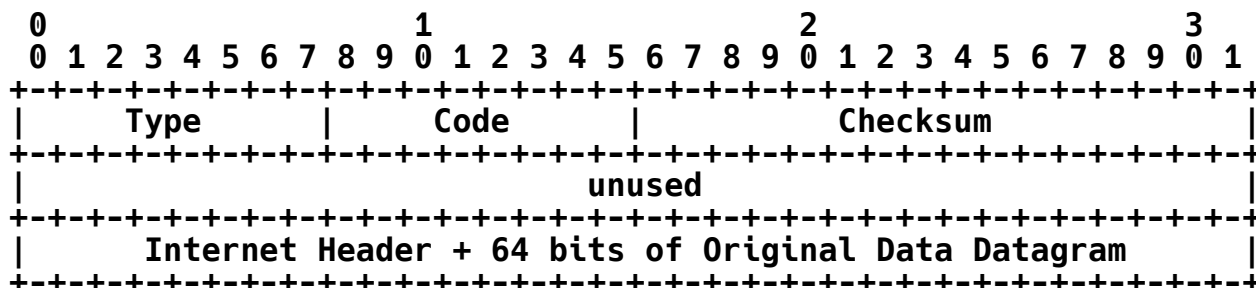 0                   1                   2                   3
 0 1 2 3 4 5 6 7 8 9 0 1 2 3 4 5 6 7 8 9 0 1 2 3 4 5 6 7 8 9 0 1
+-+-+-+-+-+-+-+-+-+-+-+-+-+-+-+-+-+-+-+-+-+-+-+-+-+-+-+-+-+-+-+-+
|     Type      |     Code      |          Checksum             |
+-+-+-+-+-+-+-+-+-+-+-+-+-+-+-+-+-+-+-+-+-+-+-+-+-+-+-+-+-+-+-+-+
|                             unused                            |
+-+-+-+-+-+-+-+-+-+-+-+-+-+-+-+-+-+-+-+-+-+-+-+-+-+-+-+-+-+-+-+-+
|      Internet Header + 64 bits of Original Data Datagram      |
+-+-+-+-+-+-+-+-+-+-+-+-+-+-+-+-+-+-+-+-+-+-+-+-+-+-+-+-+-+-+-+-+